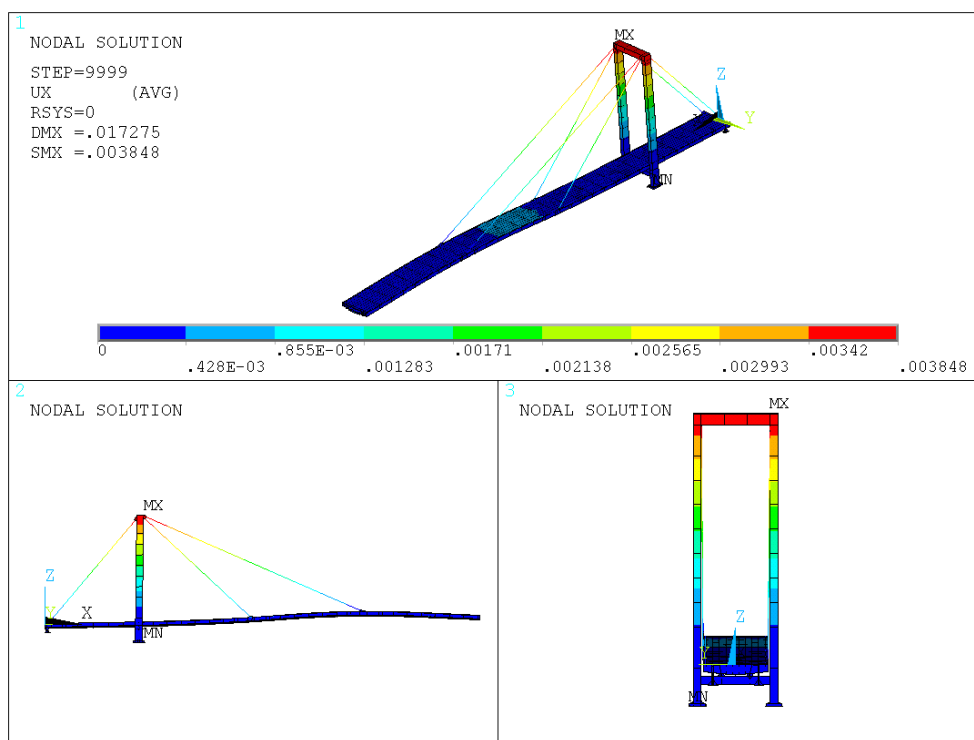 1
NODAL SOLUTION
STEP=9999
UX (AVG)
RSYS=0
DMX =.017275
SMX =.003848
MX
Z
X Y
MN
0 .855E-03 .00171 .002565 .00342
.428E-03 .001283 .002138 .002993 .003848
2
NODAL SOLUTION
MX
Z
Y X
MN
3
NODAL SOLUTION
MX
Z
Y
MN